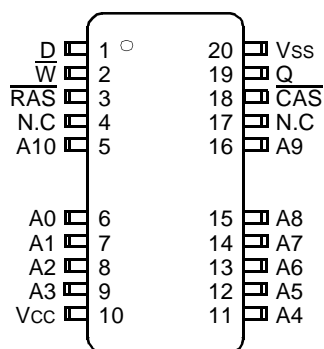 D 1 20 Vss
W 2 19 Q
RAS 3 18 CAS
N.C 4 17 N.C
A10 5 16 A9
A0 6 15 A8
A1 7 14 A7
A2 8 13 A6
A3 9 12 A5
Vcc 10 11 A4